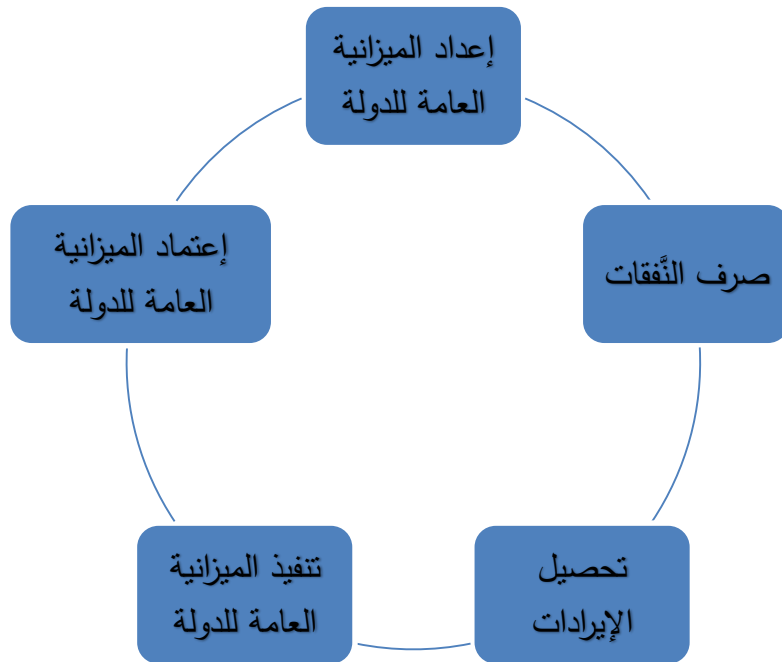 إعداد الميزانية
العامة للدولة
إعتماد الميزانية
العامة للدولة
تنفيذ الميزانية
العامة للدولة
تحصيل
الإيرادات
صرف النَّفقات